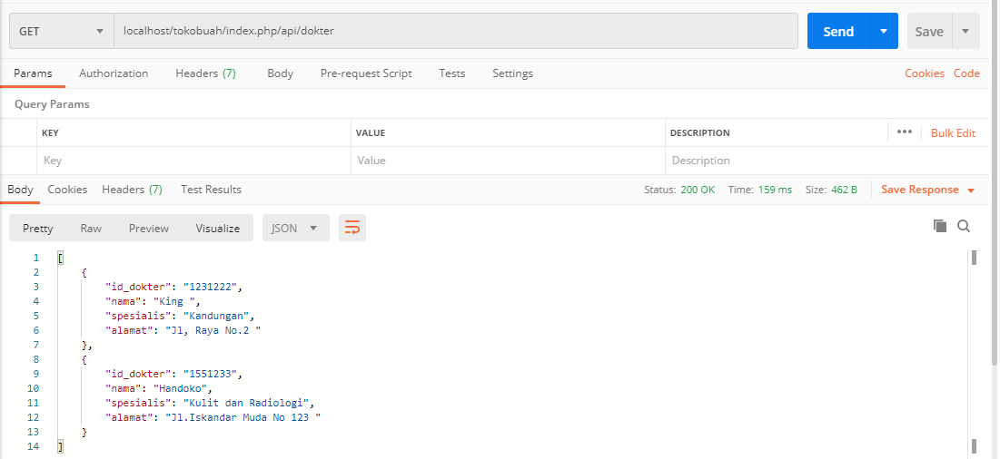 GET localhost/tokobuah/index.php/api/dokter Send Save
Params Authorization Headers (7) Body Pre-request Script Tests Settings Cookies Code
Query Params
KEY VALUE DESCRIPTION ••• Bulk Edit
Key Value Description
Body Cookies Headers (7) Test Results Status: 200 OK Time: 159 ms Size: 462 B Save Response
Pretty Raw Preview Visualize JSON
1 [
2 {
3 "id_dokter": "1231222",
4 "nama": "King ",
5 "spesialis": "Kandungan",
6 "alamat": "Jl, Raya No.2 "
7 },
8 {
9 "id_dokter": "1551233",
10 "nama": "Handoko",
11 "spesialis": "Kulit dan Radiologi",
12 "alamat": "Jl.Iskandar Muda No 123 "
13 }
14 ]